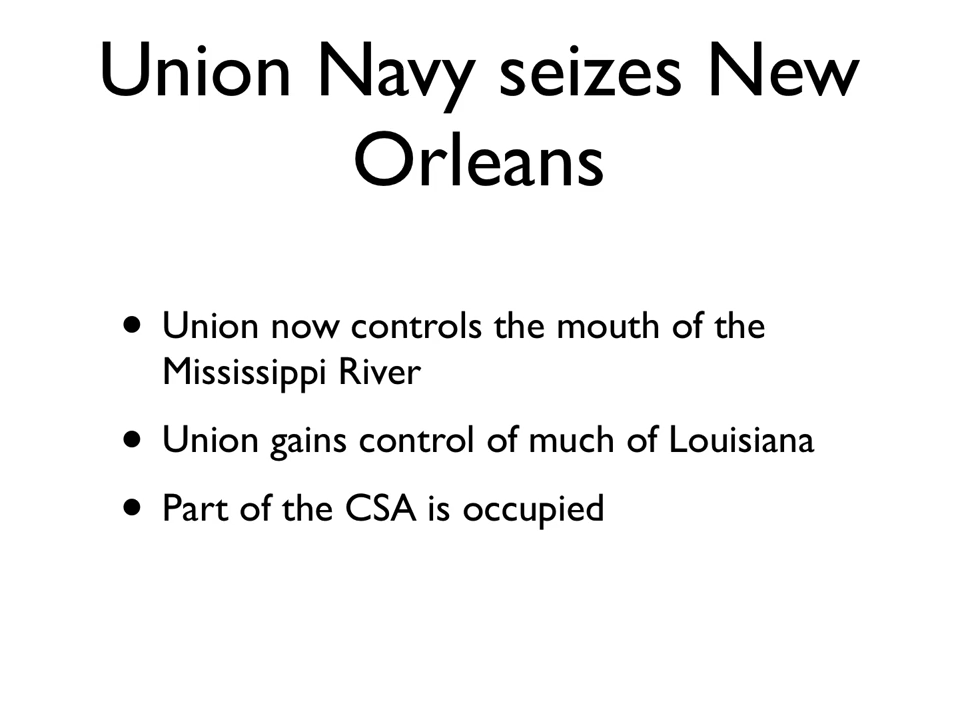 Union Navy seizes New
Orleans
• Union now controls the mouth of the
Mississippi River
• Union gains control of much of Louisiana
• Part of the CSA is occupied